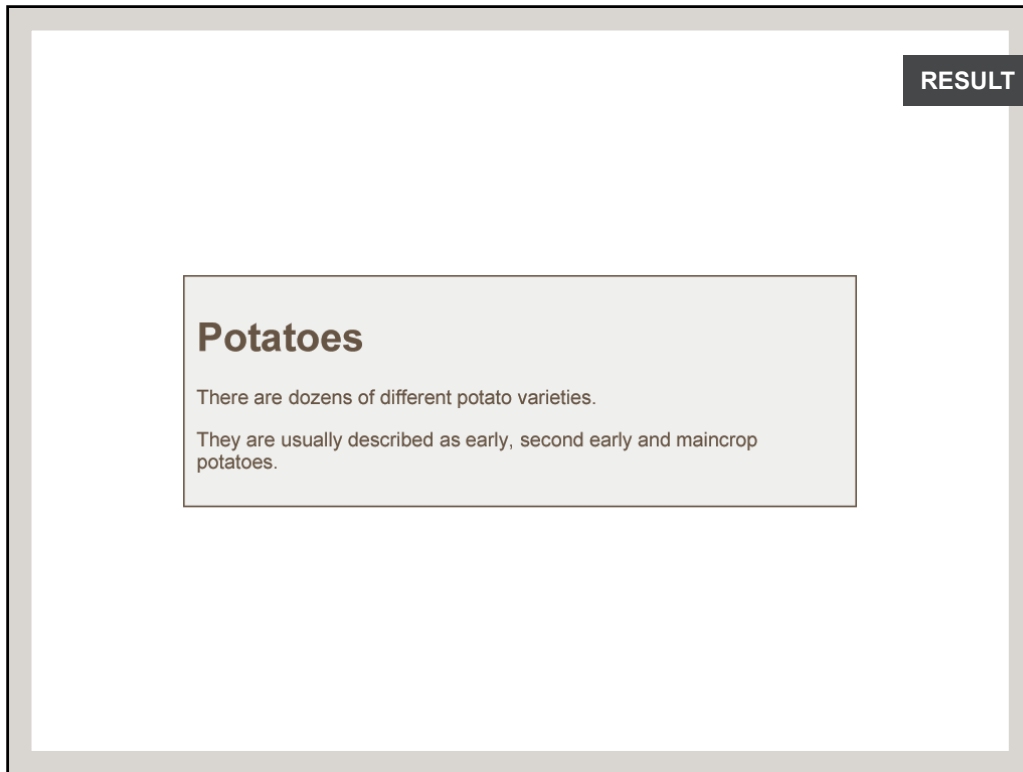 RESULT
Potatoes
There are dozens of different potato varieties.
They are usually described as early, second early and maincrop
potatoes.